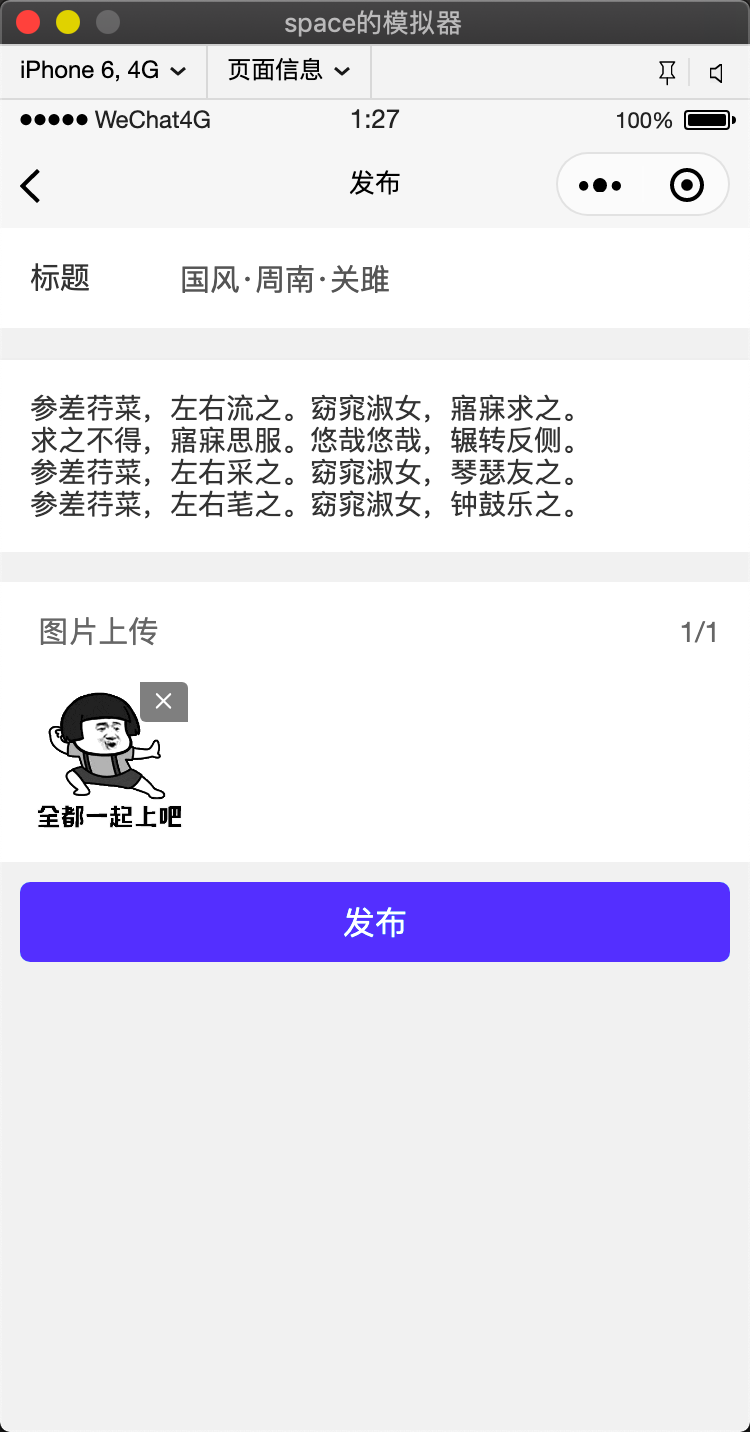 space的模拟器
iPhone 6, 4G
页面信息
WeChat4G
1:27
100%
发布
标题
国风·周南·关雎
参差荇菜，左右流之。窈窕淑女，寤寐求之。
求之不得，寤寐思服。悠哉悠哉，辗转反侧。
参差荇菜，左右采之。窈窕淑女，琴瑟友之。
参差荇菜，左右芼之。窈窕淑女，钟鼓乐之。
图片上传
1/1
全都一起上吧
发布